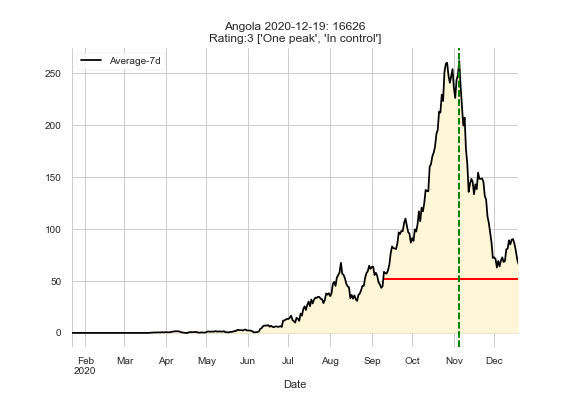 Angola 2020-12-19: 16626
Rating:3 ['One peak', 'In control']
Average-7d
250
200
150
100
50
0
Feb Mar Apr May Jun Jul Aug Sep Oct Nov Dec
2020
Date